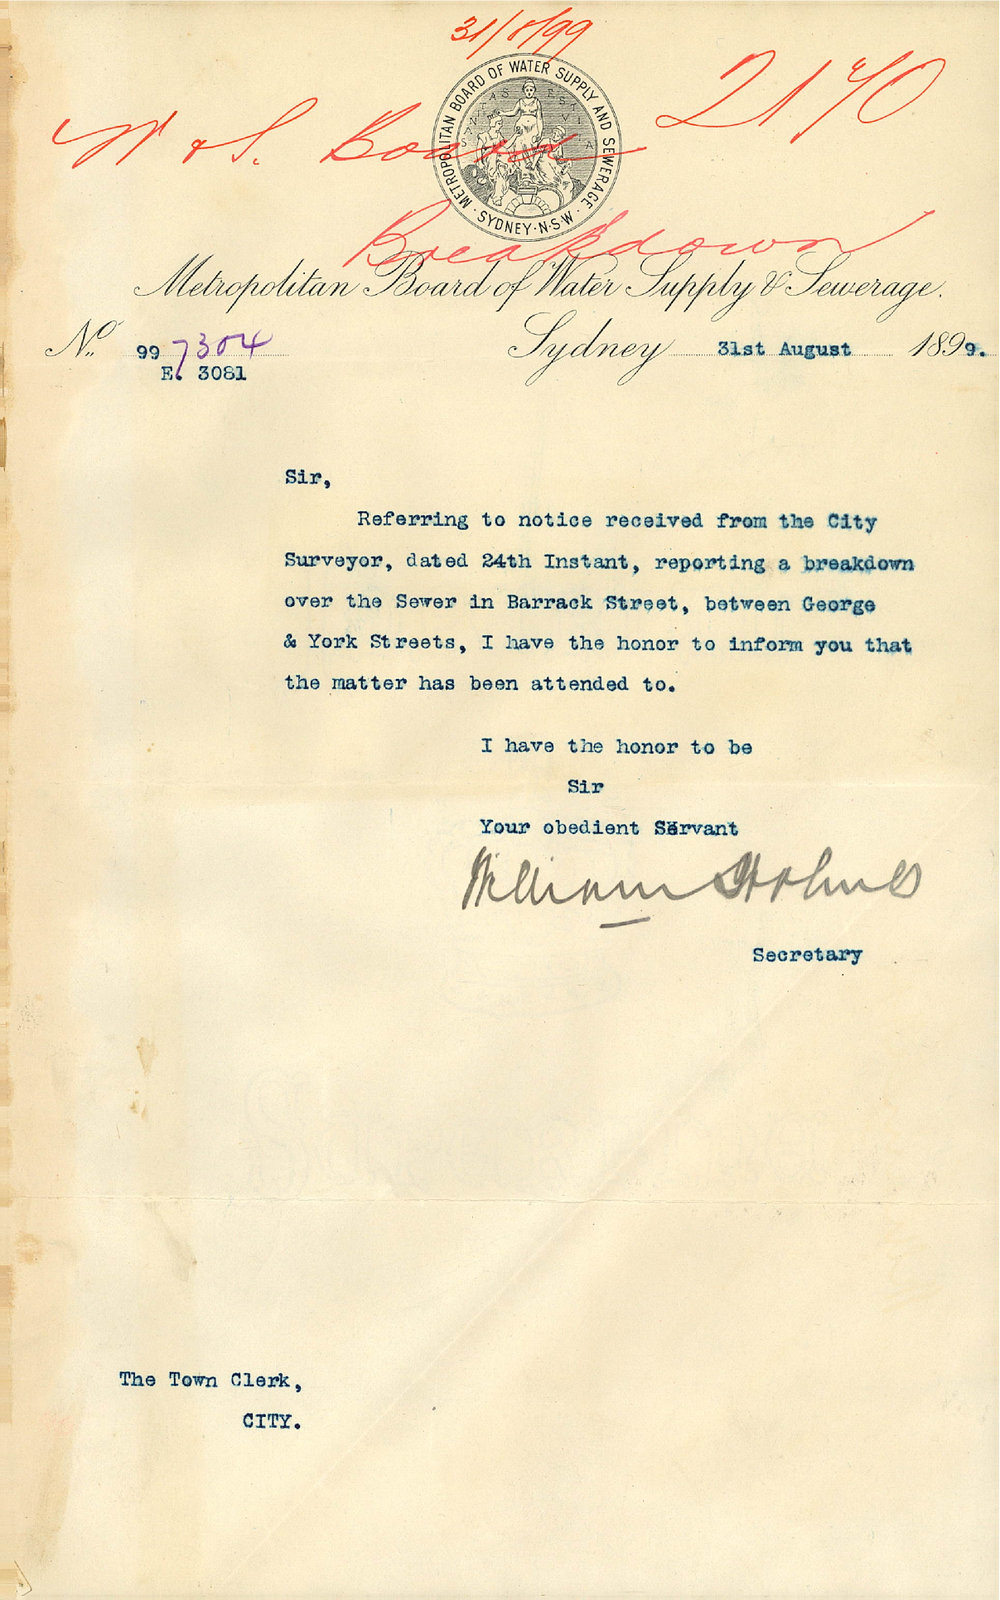 31/8/99
METROPOLITAN BOARD OF WATER SUPPLY AND SEWERAGE
· SYDNEY · N·S·W ·
W & S. Board 2140
Breakdown
Metropolitan Board of Water Supply & Sewerage.
No. 99 7304 Sydney 31st August 1899.
E. 3081
Sir,
Referring to notice received from the City
Surveyor, dated 24th Instant, reporting a breakdown
over the Sewer in Barrack Street, between George
& York Streets, I have the honor to inform you that
the matter has been attended to.
I have the honor to be
Sir
Your obedient Servant
William Holmes
Secretary
The Town Clerk,
CITY.